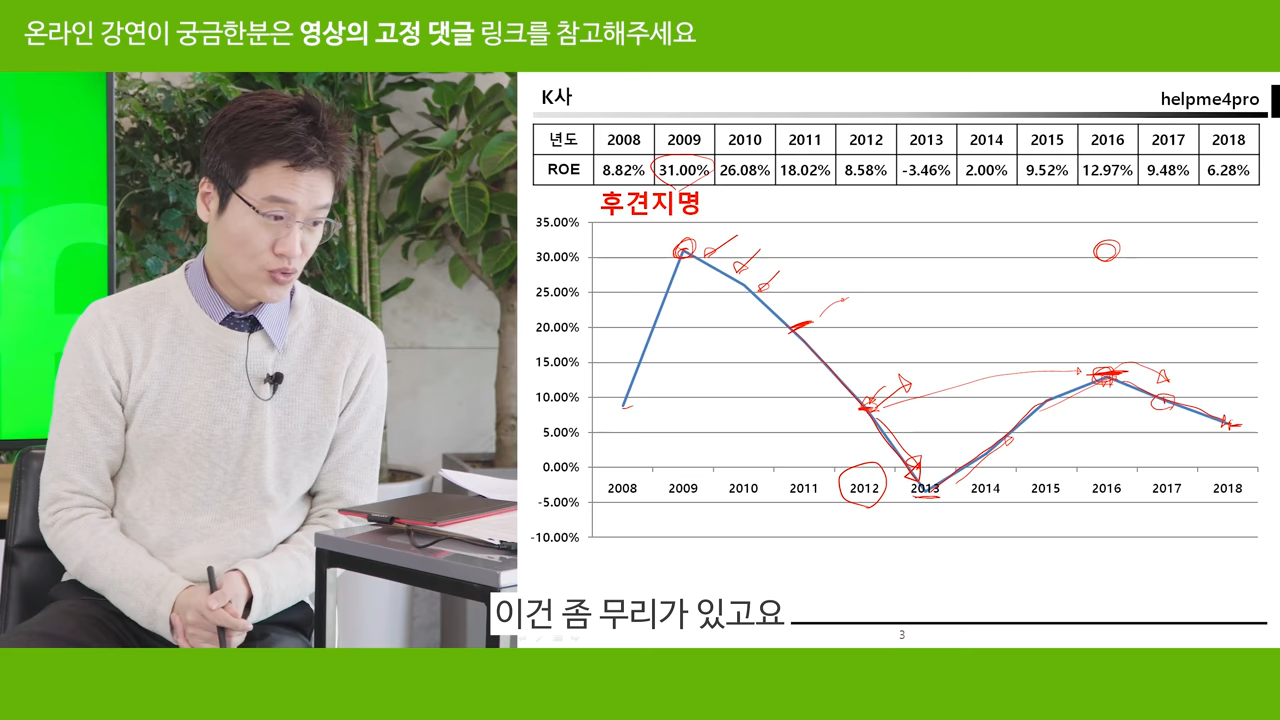 온라인 강연이 궁금한분은 영상의 고정 댓글 링크를 참고해주세요
K사
helpme4pro
년도 2008 2009 2010 2011 2012 2013 2014 2015 2016 2017 2018
ROE 8.82% 31.00% 26.08% 18.02% 8.58% -3.46% 2.00% 9.52% 12.97% 9.48% 6.28%
후견지명
35.00%
30.00%
25.00%
20.00%
15.00%
10.00%
5.00%
0.00%
2008 2009 2010 2011 2012 2013 2014 2015 2016 2017 2018
-5.00%
-10.00%
이건 좀 무리가 있고요
3